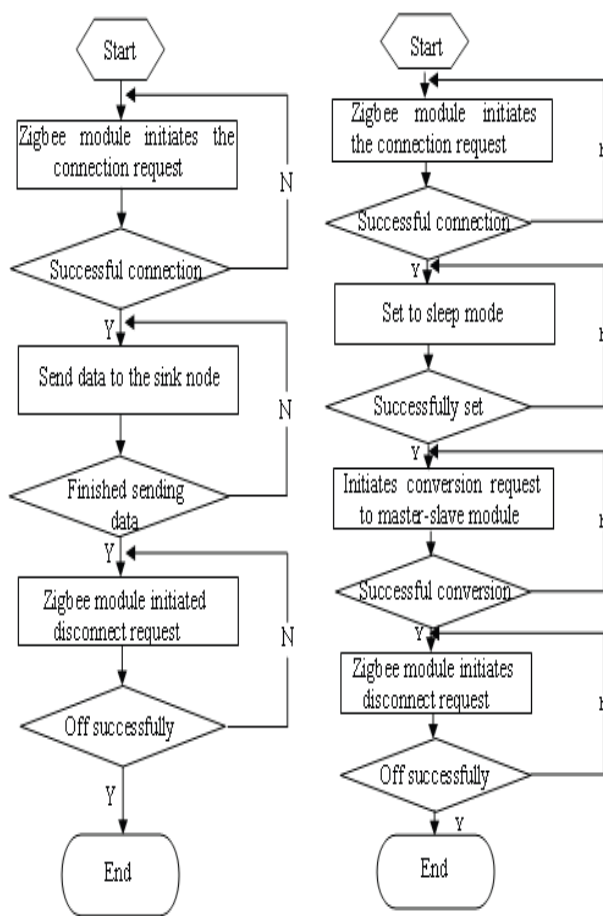 Start
Zigbee module initiates the
connection request
N
Successful connection
Y
Send data to the sink node
N
Finished sending
data
Y
Zigbee module initiated
disconnect request
N
Off successfully
Y
End
Start
Zigbee module initiates
the connection request
Successful connection
Y
Set to sleep mode
Successfully set
Y
Initiates conversion request
to master-slave module
Successful conversion
Y
Zigbee module initiates
disconnect request
Off successfully
Y
End